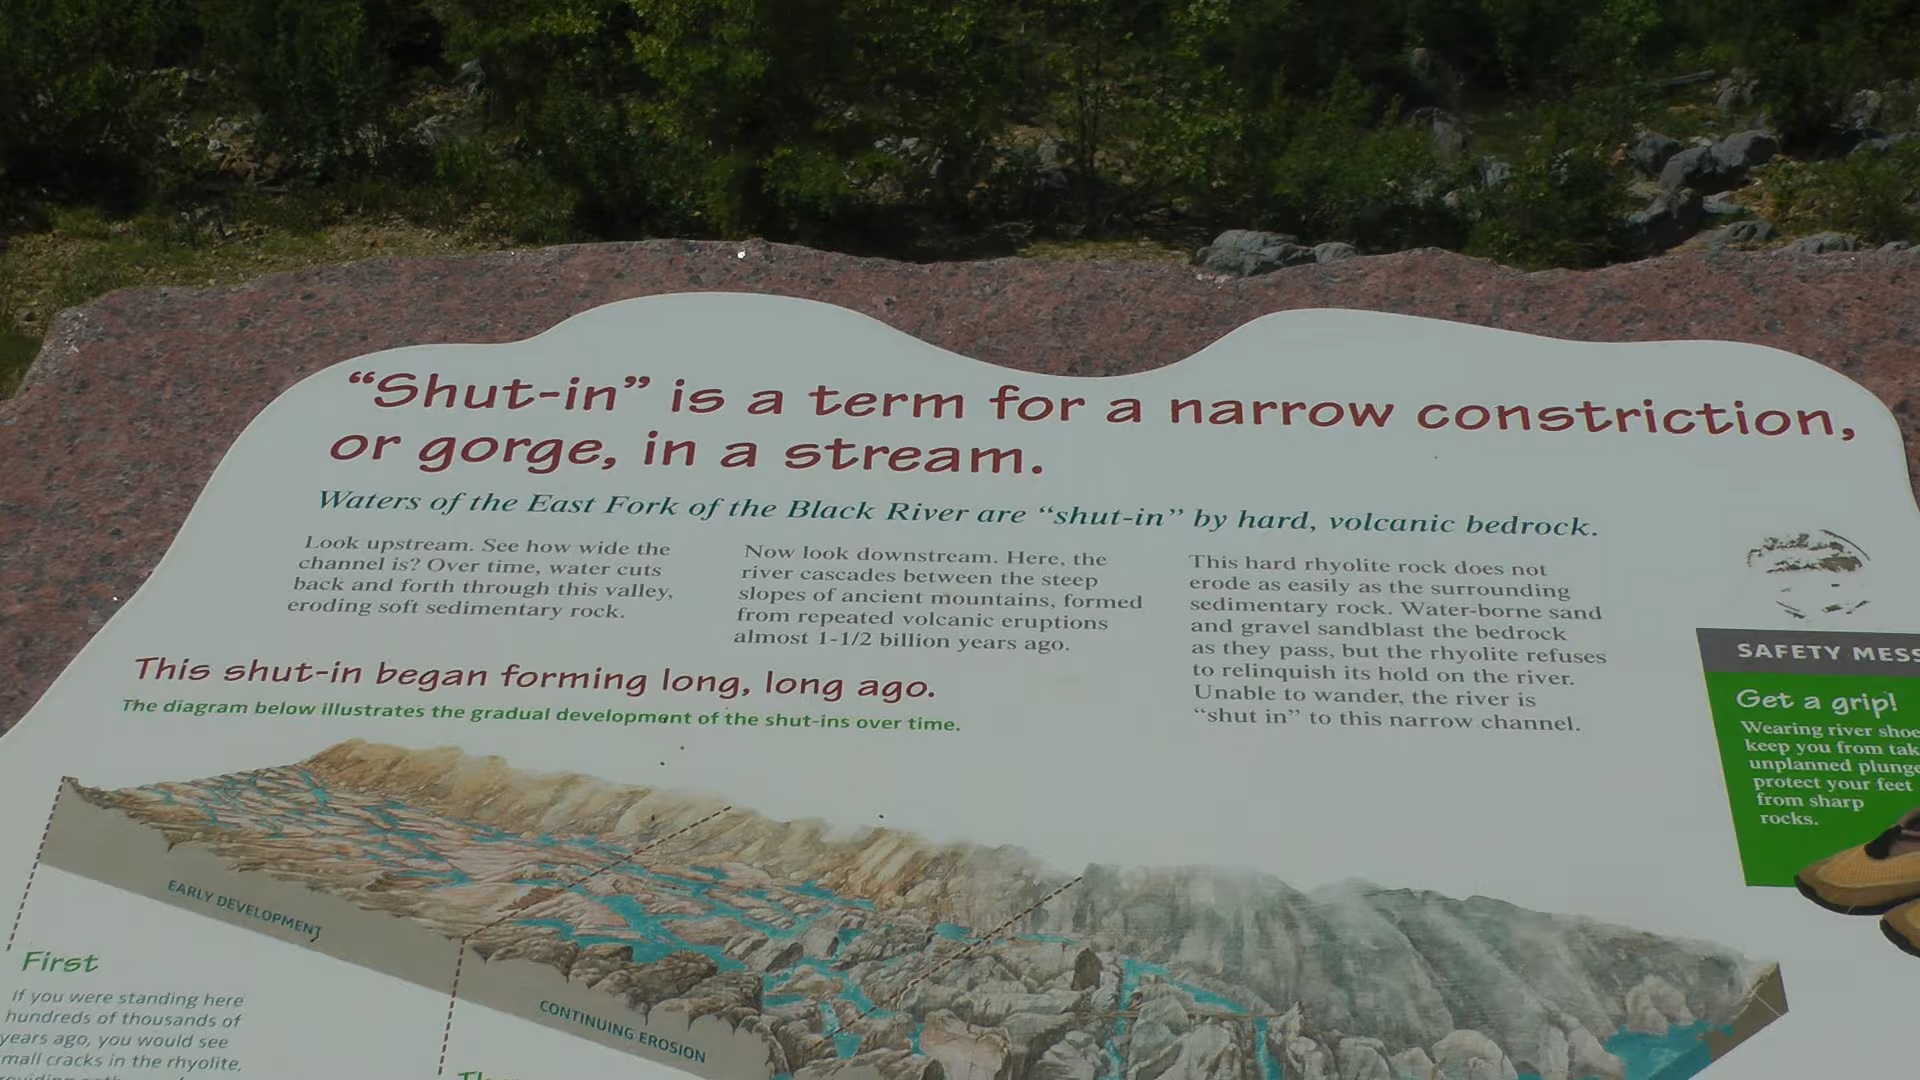 “Shut-in” is a term for a narrow constriction,
or gorge, in a stream.
Waters of the East Fork of the Black River are “shut-in” by hard, volcanic bedrock.
Look upstream. See how wide the
channel is? Over time, water cuts
back and forth through this valley,
eroding soft sedimentary rock.
Now look downstream. Here, the
river cascades between the steep
slopes of ancient mountains, formed
from repeated volcanic eruptions
almost 1-1/2 billion years ago.
This hard rhyolite rock does not
erode as easily as the surrounding
sedimentary rock. Water-borne sand
and gravel sandblast the bedrock
as they pass, but the rhyolite refuses
to relinquish its hold on the river.
Unable to wander, the river is
“shut in” to this narrow channel.
This shut-in began forming long, long ago.
The diagram below illustrates the gradual development of the shut-ins over time.
SAFETY MESS
Get a grip!
Wearing river shoe
keep you from tak
unplanned plunge
protect your feet
from sharp
rocks.
EARLY DEVELOPMENT
CONTINUING EROSION
First
If you were standing here
hundreds of thousands of
years ago, you would see
mall cracks in the rhyolite,